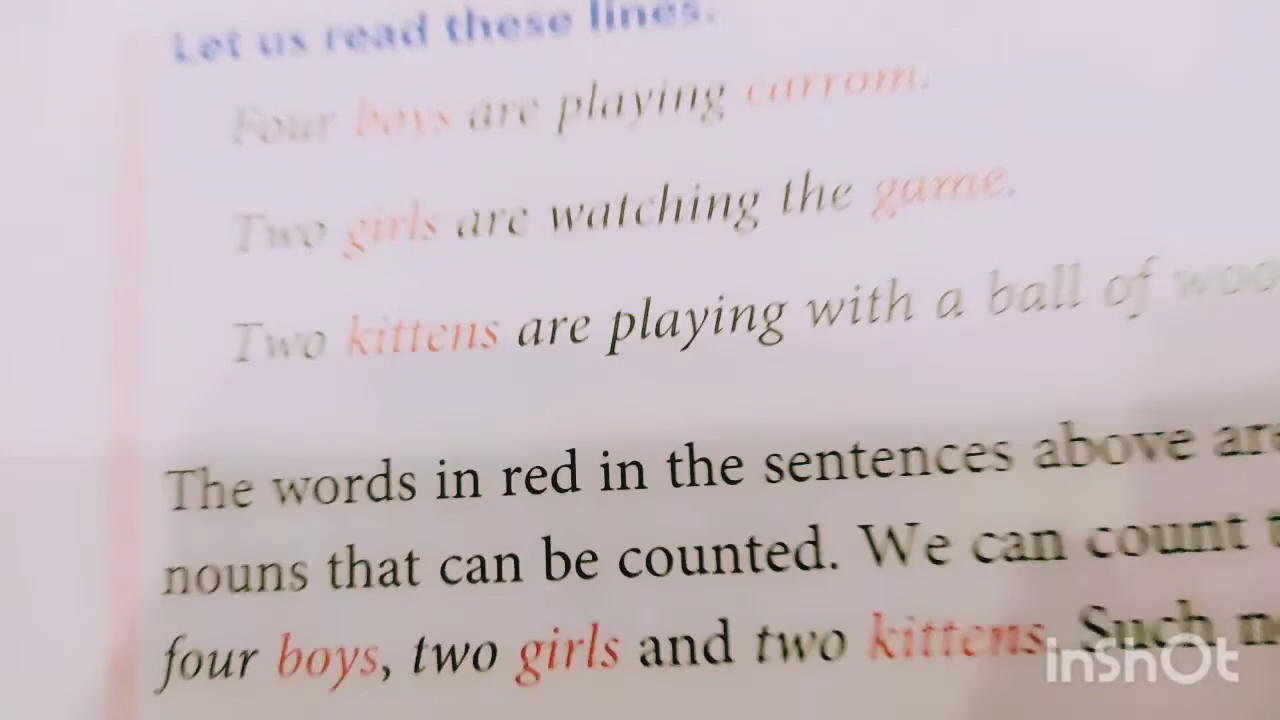 Let us read these lines.
Four boys are playing carrom.
Two girls are watching the game.
Two kittens are playing with a ball of
The words in red in the sentences above are
nouns that can be counted. We can count
four boys, two girls and two kittens. Such
InShOt